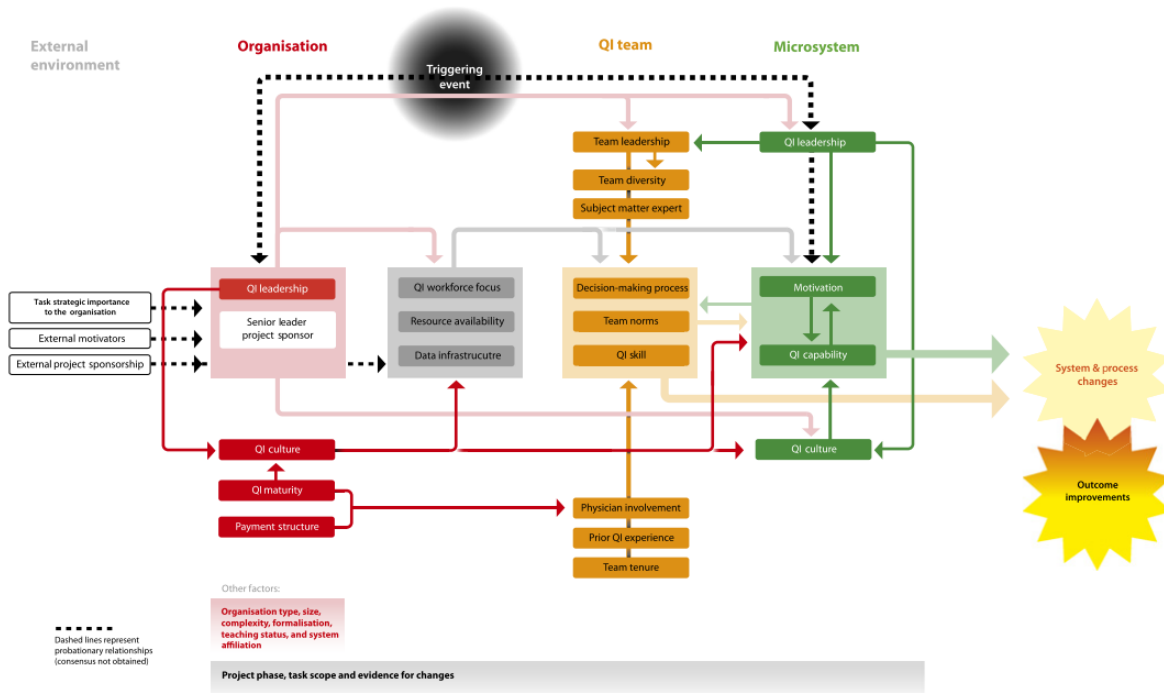 External
environment
Organisation
QI team
Microsystem
Triggering
event
Team leadership
QI leadership
Team diversity
Subject matter expert
QI leadership
Senior leader
project sponsor
QI workforce focus
Resource availability
Data infrastrucutre
Decision-making process
Team norms
QI skill
Motivation
QI capability
Task strategic importance
to the organisation
External motivators
External project sponsorship
System & process
changes
QI culture
QI culture
QI maturity
Payment structure
Physician involvement
Prior QI experience
Team tenure
Outcome
improvements
Other factors:
Organisation type, size,
complexity, formalisation,
teaching status, and system
affiliation
Dashed lines represent
probationary relationships
(consensus not obtained)
Project phase, task scope and evidence for changes